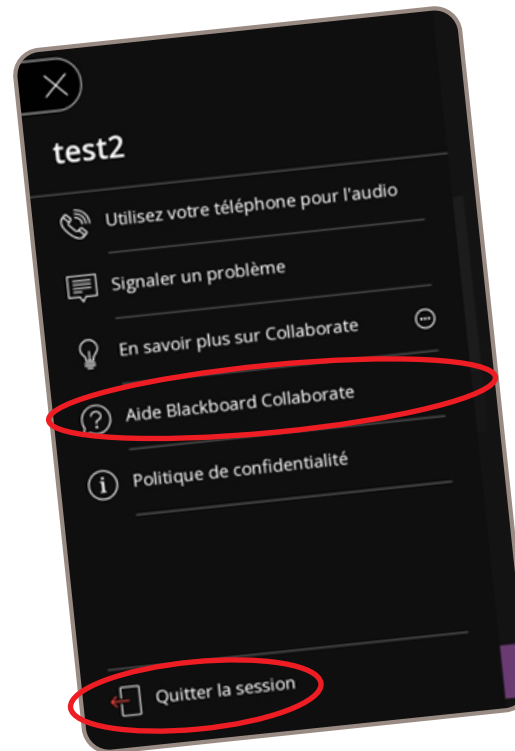 test2
Utilisez votre téléphone pour l'audio
Signaler un problème
En savoir plus sur Collaborate
Aide Blackboard Collaborate
Politique de confidentialité
Quitter la session